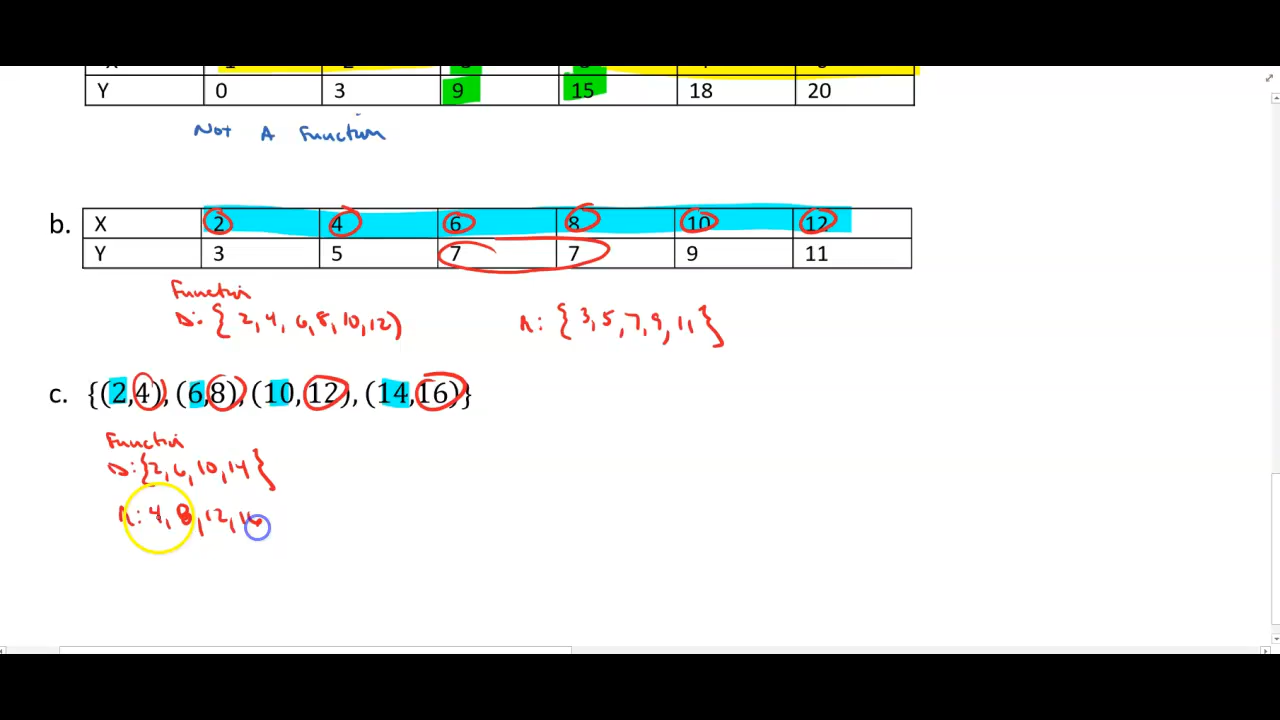 Y 0 3 9 15 18 20
Not A Function
b. X 2 4 6 8 10 12
Y 3 5 7 7 9 11
Function
D: { 2, 4, 6, 8, 10, 12) R: { 3, 5, 7, 9, 11 }
c. {(2,4), (6,8), (10,12), (14,16)}
Function
D: {2, 6, 10, 14}
R: 4, 8, 12, 16